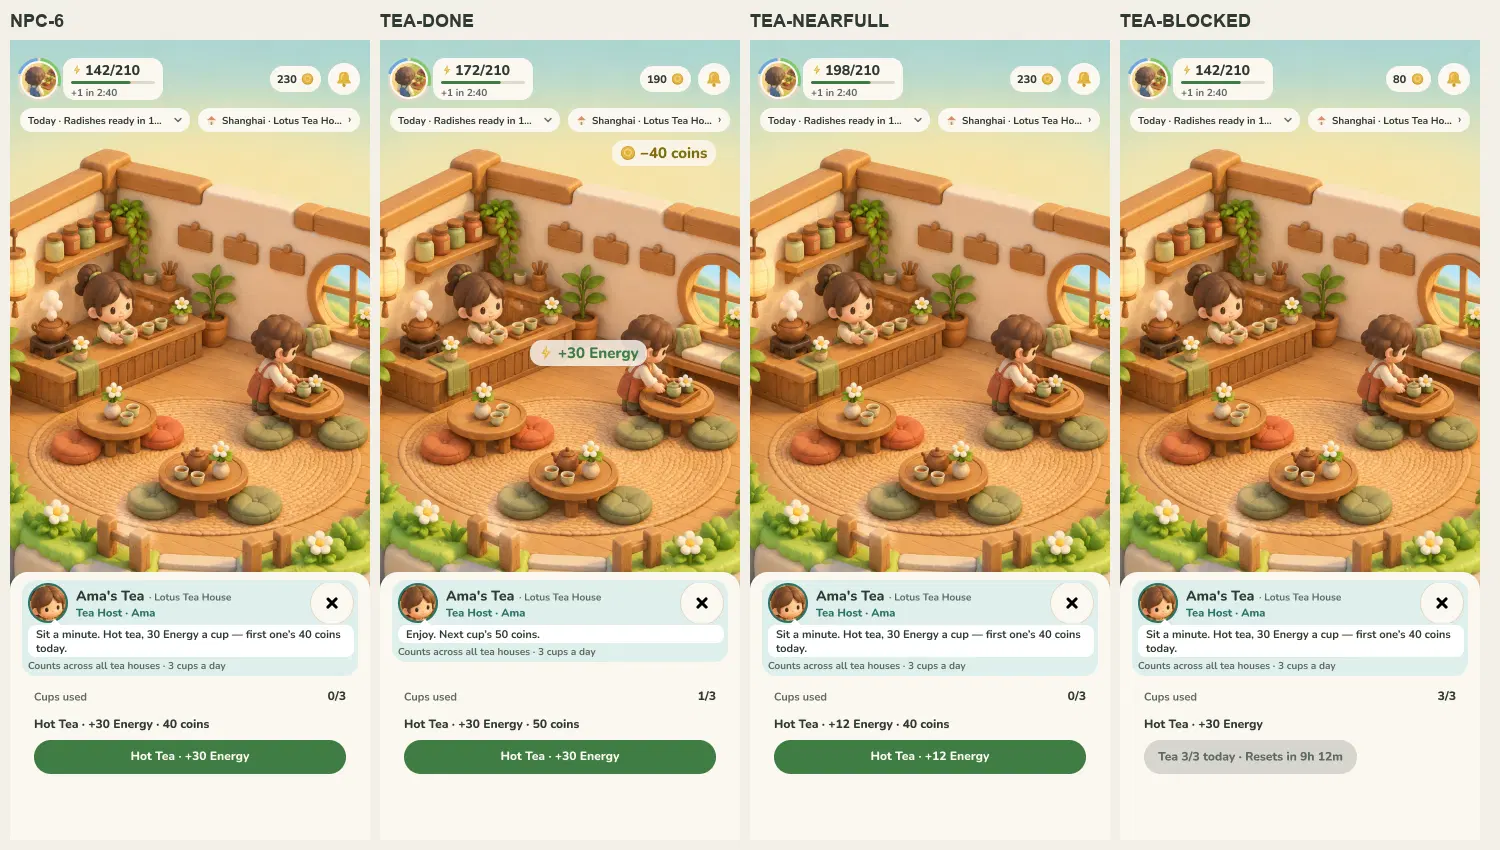 NPC-6
142/210
+1 in 2:40
230
Today · Radishes ready in 1...
Shanghai · Lotus Tea Ho...
Ama's Tea · Lotus Tea House
Tea Host · Ama
Sit a minute. Hot tea, 30 Energy a cup — first one's 40 coins
today.
Counts across all tea houses · 3 cups a day
Cups used 0/3
Hot Tea · +30 Energy · 40 coins
Hot Tea · +30 Energy
TEA-DONE
172/210
+1 in 2:40
190
Today · Radishes ready in 1...
Shanghai · Lotus Tea Ho...
−40 coins
+30 Energy
Ama's Tea · Lotus Tea House
Tea Host · Ama
Enjoy. Next cup's 50 coins.
Counts across all tea houses · 3 cups a day
Cups used 1/3
Hot Tea · +30 Energy · 50 coins
Hot Tea · +30 Energy
TEA-NEARFULL
198/210
+1 in 2:40
230
Today · Radishes ready in 1...
Shanghai · Lotus Tea Ho...
Ama's Tea · Lotus Tea House
Tea Host · Ama
Sit a minute. Hot tea, 30 Energy a cup — first one's 40 coins
today.
Counts across all tea houses · 3 cups a day
Cups used 0/3
Hot Tea · +12 Energy · 40 coins
Hot Tea · +12 Energy
TEA-BLOCKED
142/210
+1 in 2:40
80
Today · Radishes ready in 1...
Shanghai · Lotus Tea Ho...
Ama's Tea · Lotus Tea House
Tea Host · Ama
Sit a minute. Hot tea, 30 Energy a cup — first one's 40 coins
today.
Counts across all tea houses · 3 cups a day
Cups used 3/3
Hot Tea · +30 Energy
Tea 3/3 today · Resets in 9h 12m